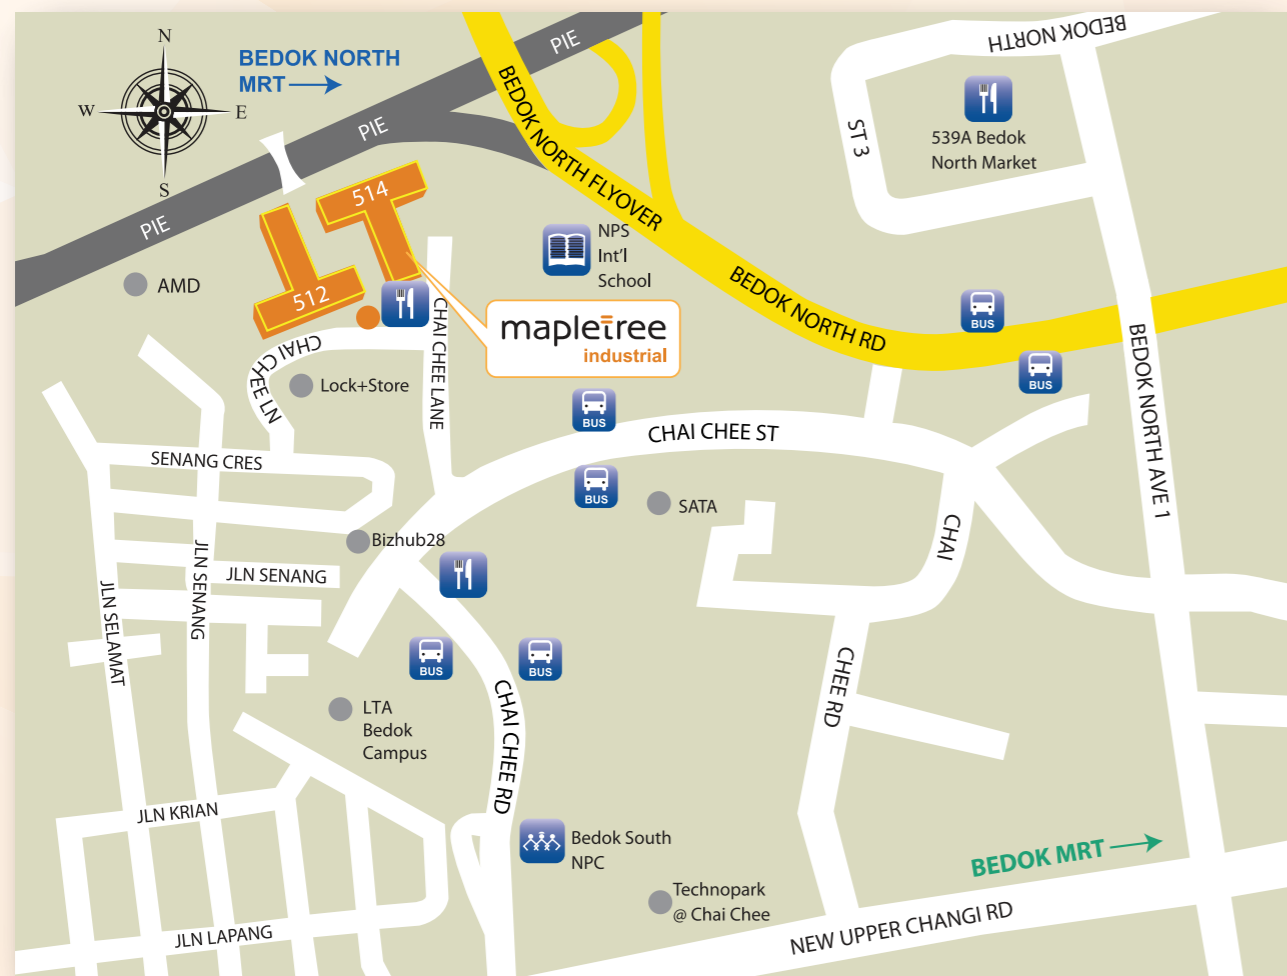 N
W
E
S
BEDOK NORTH
MRT
PIE
PIE
PIE
BEDOK NORTH FLYOVER
BEDOK NORTH RD
BEDOK NORTH
ST 3
539A Bedok
North Market
BEDOK NORTH AVE 1
NPS
Int'l
School
514
512
AMD
mapletree
industrial
CHAI CHEE LANE
CHAI CHEE LN
Lock+Store
BUS
BUS
BUS
BUS
CHAI CHEE ST
SENANG CRES
SATA
Bizhub28
JLN SENANG
JLN SENANG
JLN SELAMAT
BUS
BUS
CHAI
CHEE RD
CHAI CHEE RD
LTA
Bedok
Campus
JLN KRIAN
Bedok South
NPC
BEDOK MRT
Technopark
@ Chai Chee
JLN LAPANG
NEW UPPER CHANGI RD